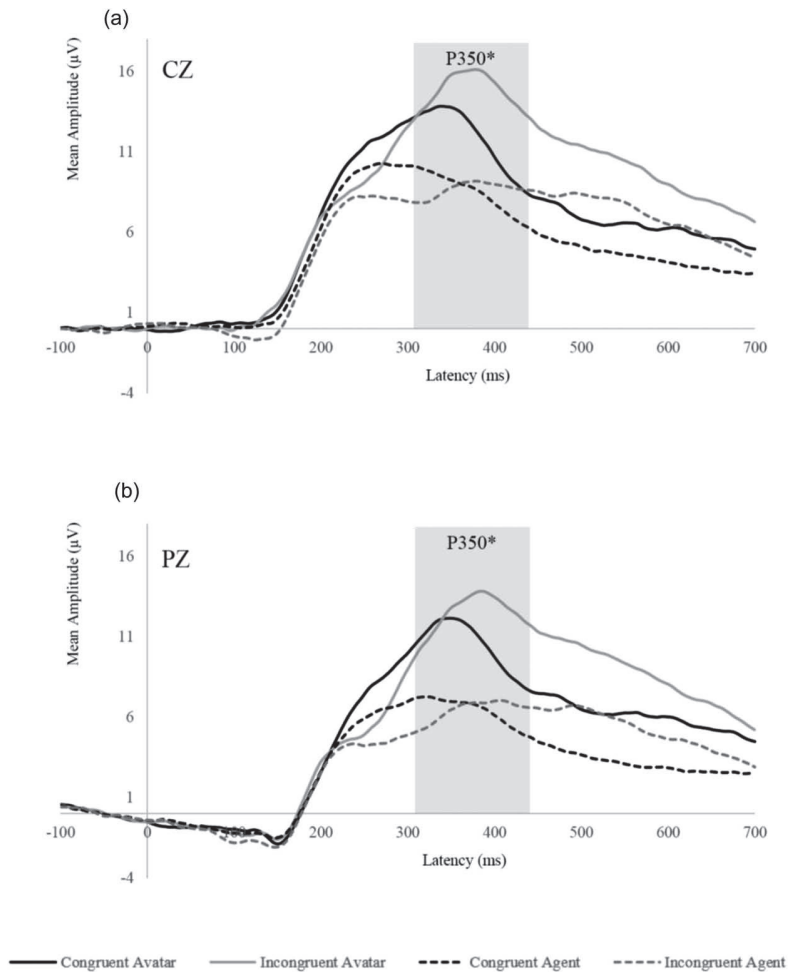 (a)
Mean Amplitude (µV)
CZ
P350*
16
11
6
1
-4
-100 0 100 200 300 400 500 600 700
Latency (ms)
(b)
Mean Amplitude (µV)
PZ
P350*
16
11
6
1
-4
-100 0 100 200 300 400 500 600 700
Latency (ms)
Congruent Avatar Incongruent Avatar Congruent Agent Incongruent Agent